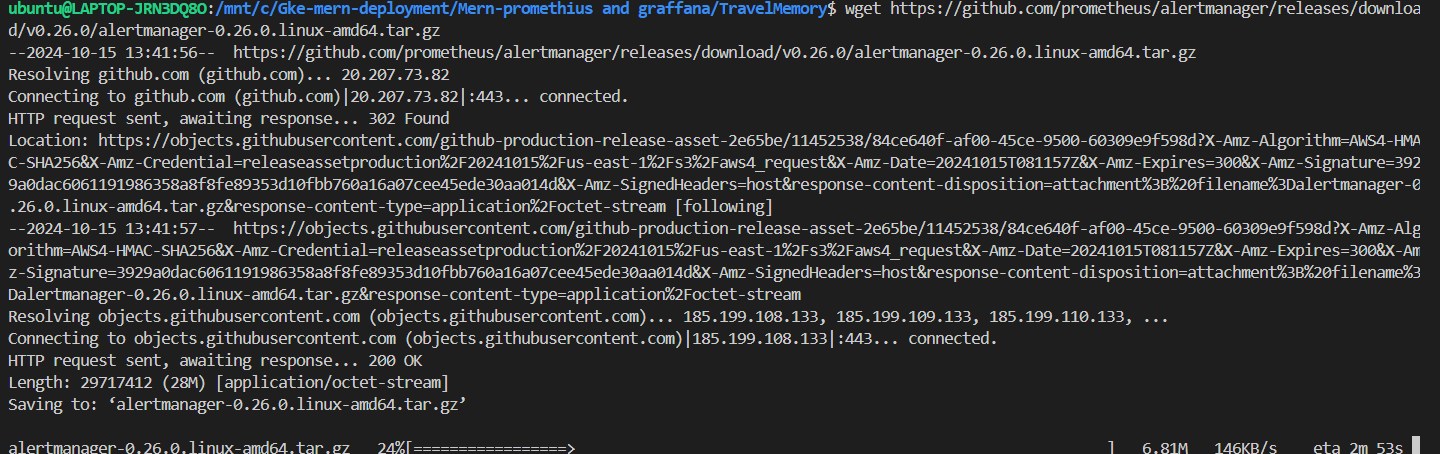 ubuntu@LAPTOP-JRN3DQ8O:/mnt/c/Gke-mern-deployment/Mern-promethius and graffana/TravelMemory$ wget https://github.com/prometheus/alertmanager/releases/downloa
d/v0.26.0/alertmanager-0.26.0.linux-amd64.tar.gz
--2024-10-15 13:41:56--  https://github.com/prometheus/alertmanager/releases/download/v0.26.0/alertmanager-0.26.0.linux-amd64.tar.gz
Resolving github.com (github.com)... 20.207.73.82
Connecting to github.com (github.com)|20.207.73.82|:443... connected.
HTTP request sent, awaiting response... 302 Found
Location: https://objects.githubusercontent.com/github-production-release-asset-2e65be/11452538/84ce640f-af00-45ce-9500-60309e9f598d?X-Amz-Algorithm=AWS4-HMA
C-SHA256&X-Amz-Credential=releaseassetproduction%2F20241015%2Fus-east-1%2Fs3%2Faws4_request&X-Amz-Date=20241015T081157Z&X-Amz-Expires=300&X-Amz-Signature=392
9a0dac6061191986358a8f8fe89353d10fbb760a16a07cee45ede30aa014d&X-Amz-SignedHeaders=host&response-content-disposition=attachment%3B%20filename%3Dalertmanager-0
.26.0.linux-amd64.tar.gz&response-content-type=application%2Foctet-stream [following]
--2024-10-15 13:41:57--  https://objects.githubusercontent.com/github-production-release-asset-2e65be/11452538/84ce640f-af00-45ce-9500-60309e9f598d?X-Amz-Alg
orithm=AWS4-HMAC-SHA256&X-Amz-Credential=releaseassetproduction%2F20241015%2Fus-east-1%2Fs3%2Faws4_request&X-Amz-Date=20241015T081157Z&X-Amz-Expires=300&X-Am
z-Signature=3929a0dac6061191986358a8f8fe89353d10fbb760a16a07cee45ede30aa014d&X-Amz-SignedHeaders=host&response-content-disposition=attachment%3B%20filename%3
Dalertmanager-0.26.0.linux-amd64.tar.gz&response-content-type=application%2Foctet-stream
Resolving objects.githubusercontent.com (objects.githubusercontent.com)... 185.199.108.133, 185.199.109.133, 185.199.110.133, ...
Connecting to objects.githubusercontent.com (objects.githubusercontent.com)|185.199.108.133|:443... connected.
HTTP request sent, awaiting response... 200 OK
Length: 29717412 (28M) [application/octet-stream]
Saving to: ‘alertmanager-0.26.0.linux-amd64.tar.gz’
alertmanager-0.26.0.linux-amd64.tar.gz   24%[=================>                                                            ]   6.81M   146KB/s    eta 2m 53s